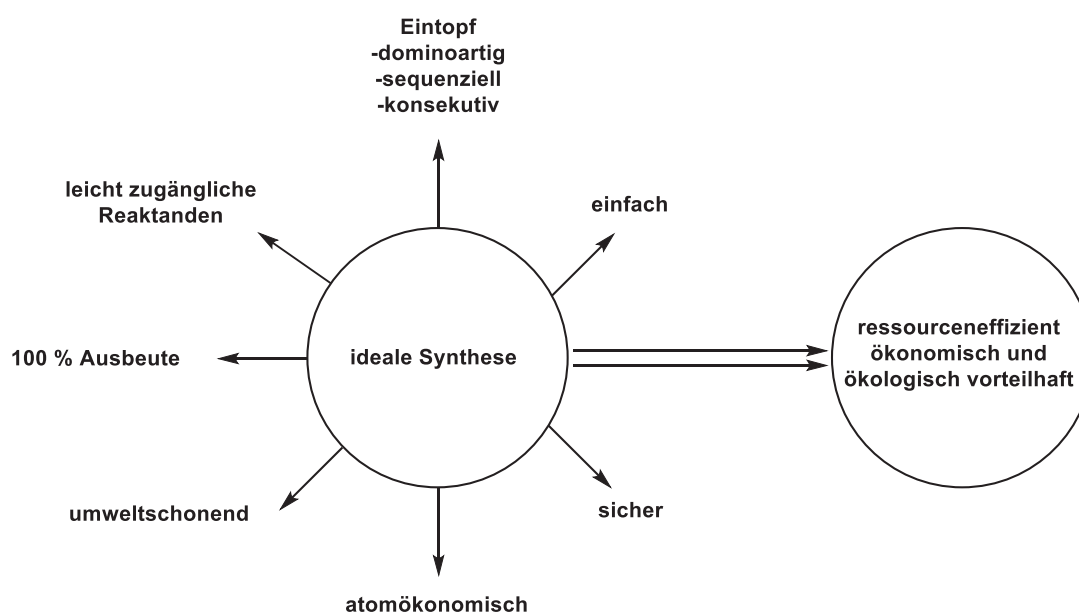 Eintopf
-dominoartig
-sequenziell
-konsekutiv
leicht zugängliche
Reaktanden
einfach
100 % Ausbeute
ideale Synthese
ressourceneffizient
ökonomisch und
ökologisch vorteilhaft
umweltschonend
sicher
atomökonomisch